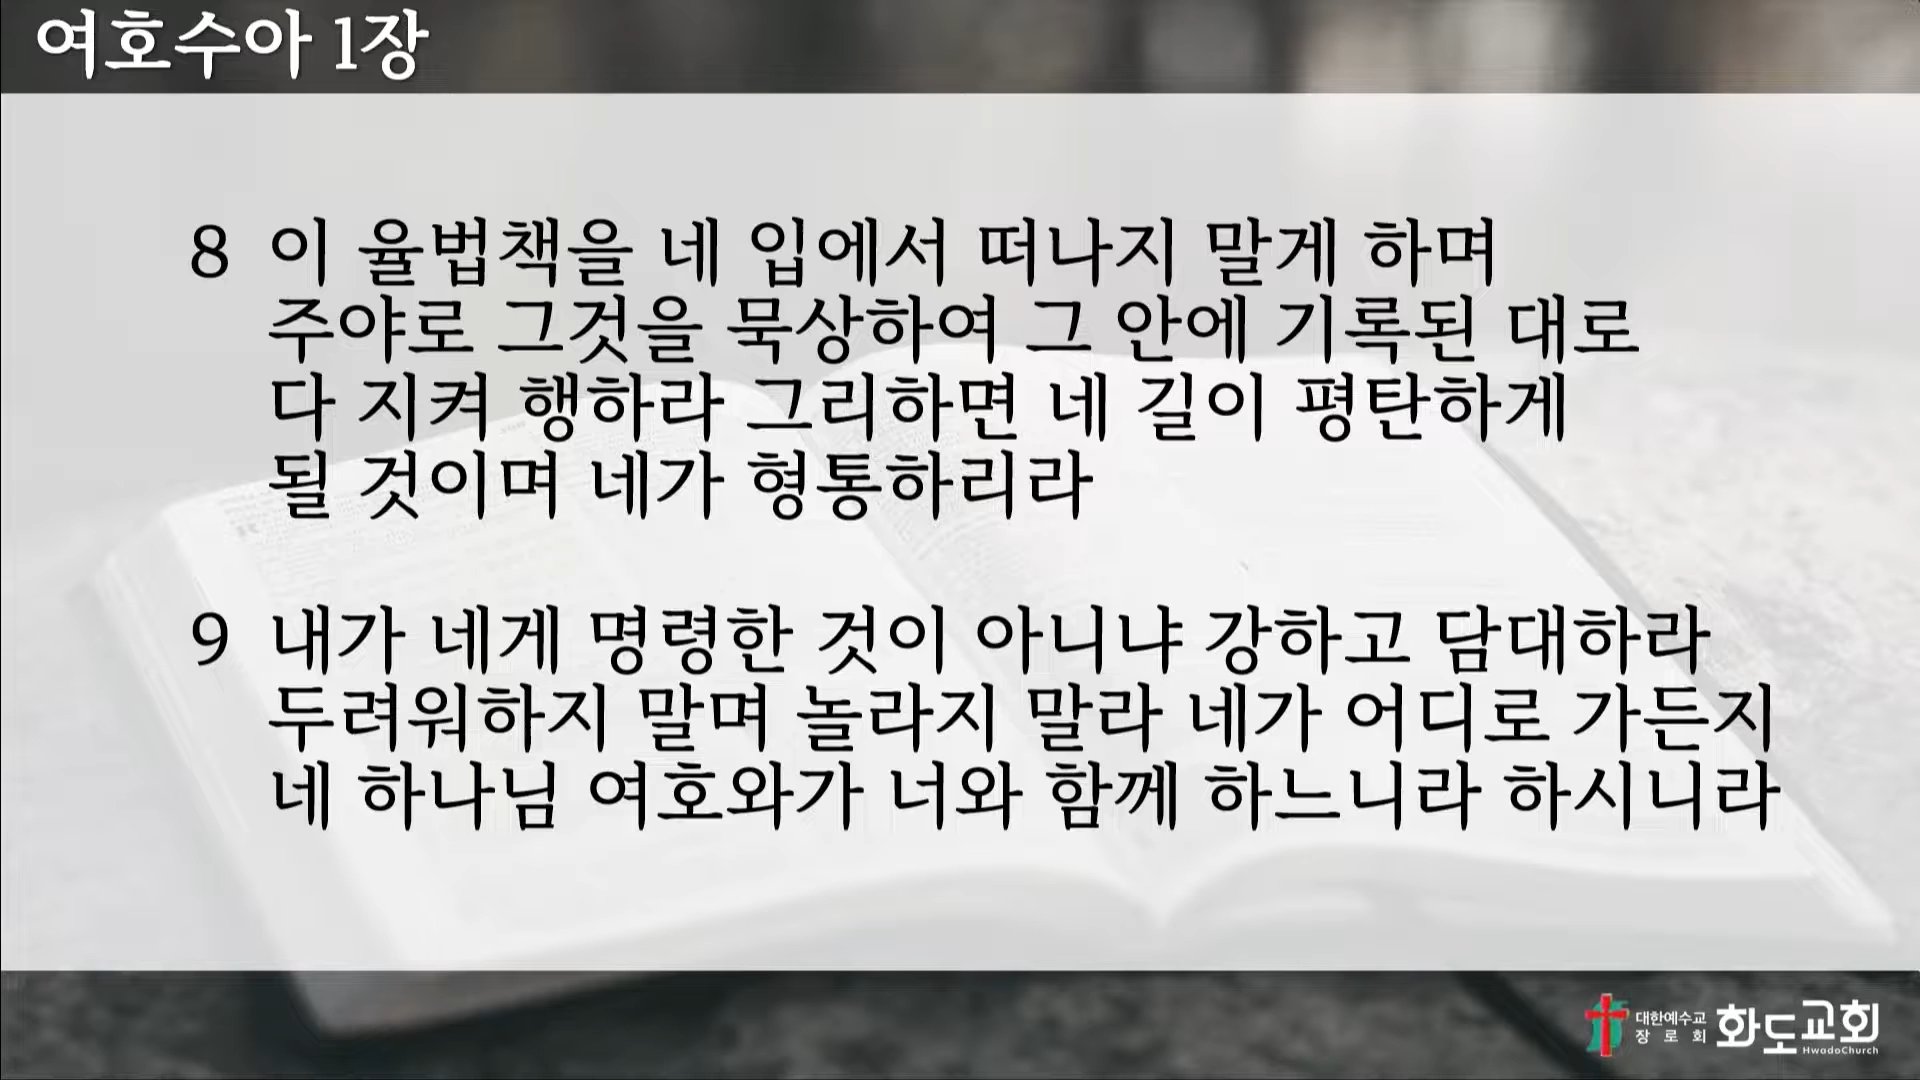 여호수아 1장
8 이 율법책을 네 입에서 떠나지 말게 하며
주야로 그것을 묵상하여 그 안에 기록된 대로
다 지켜 행하라 그리하면 네 길이 평탄하게
될 것이며 네가 형통하리라
9 내가 네게 명령한 것이 아니냐 강하고 담대하라
두려워하지 말며 놀라지 말라 네가 어디로 가든지
네 하나님 여호와가 너와 함께 하느니라 하시니라
대한예수교
장로회
화도교회
HwadoChurch